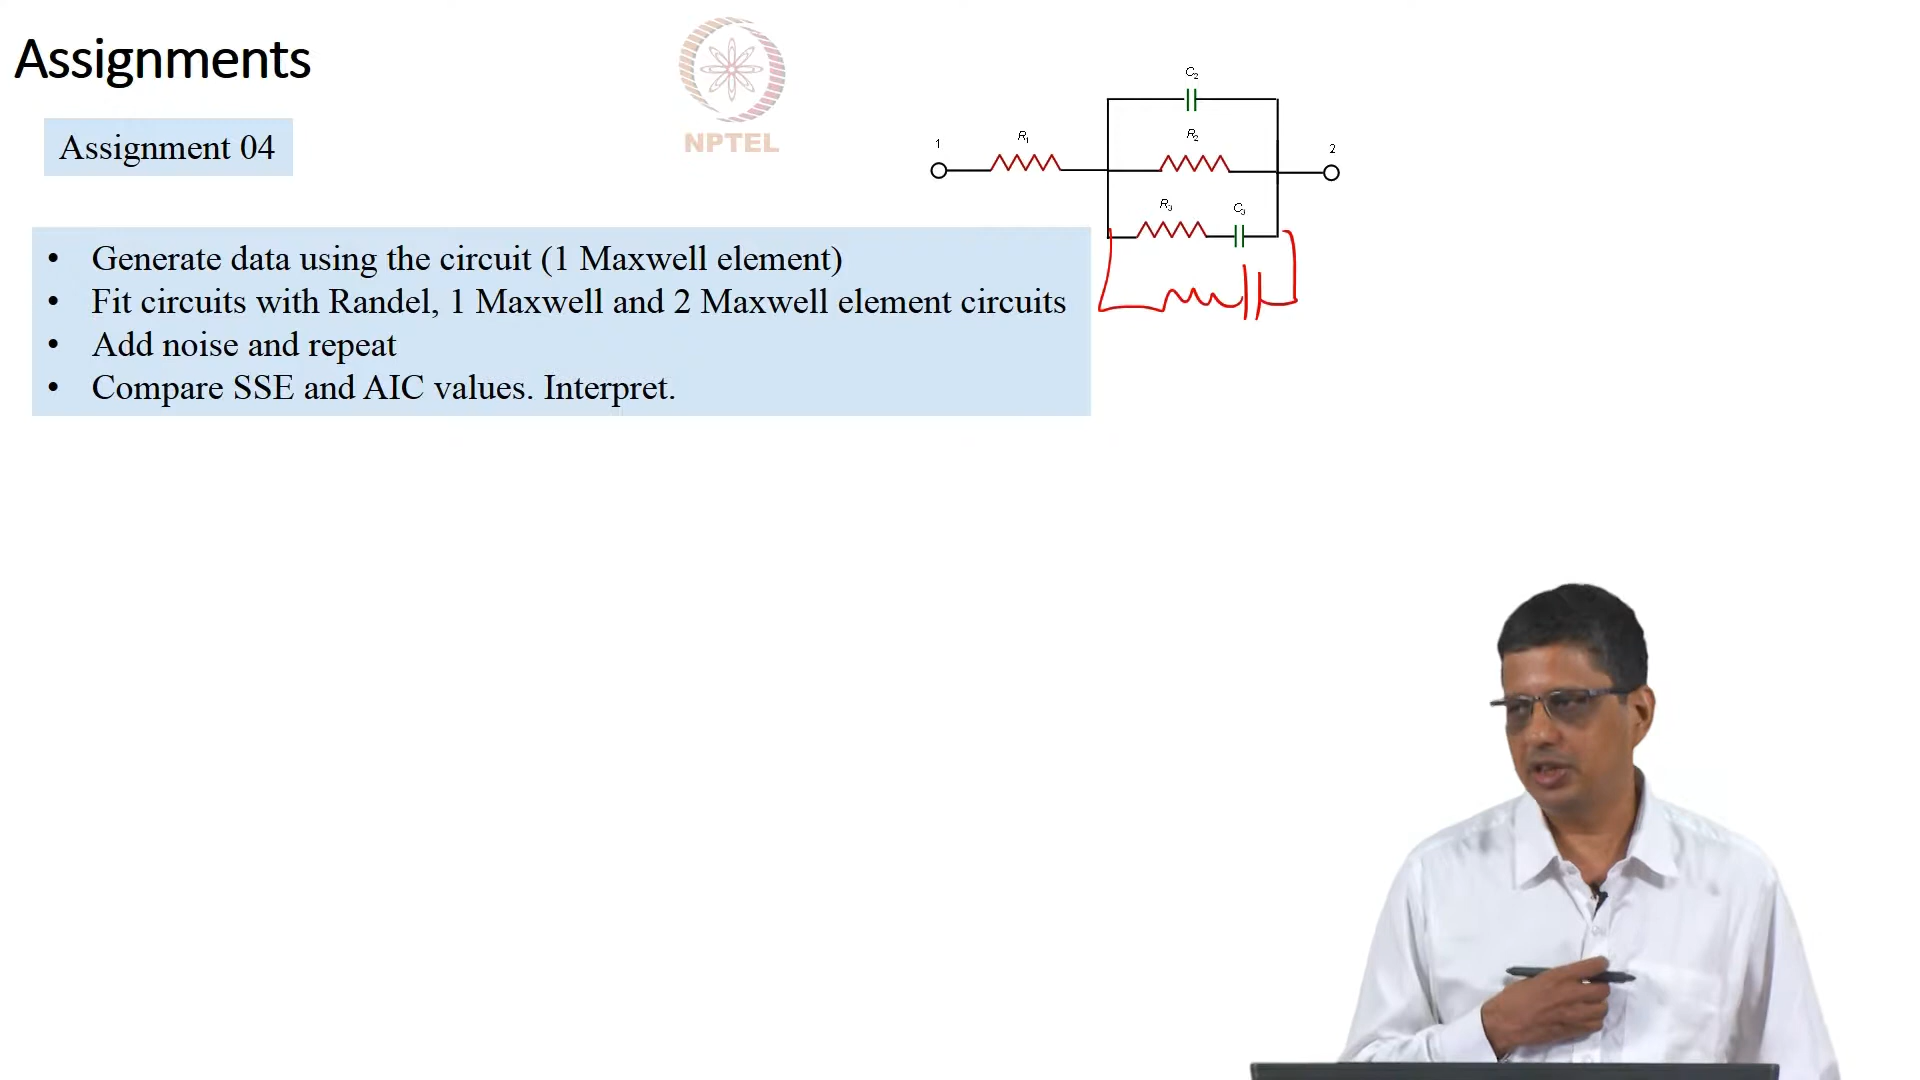 Assignments
NPTEL
Assignment 04
C2
R1
R2
1
2
R3
C3
• Generate data using the circuit (1 Maxwell element)
• Fit circuits with Randel, 1 Maxwell and 2 Maxwell element circuits
• Add noise and repeat
• Compare SSE and AIC values. Interpret.